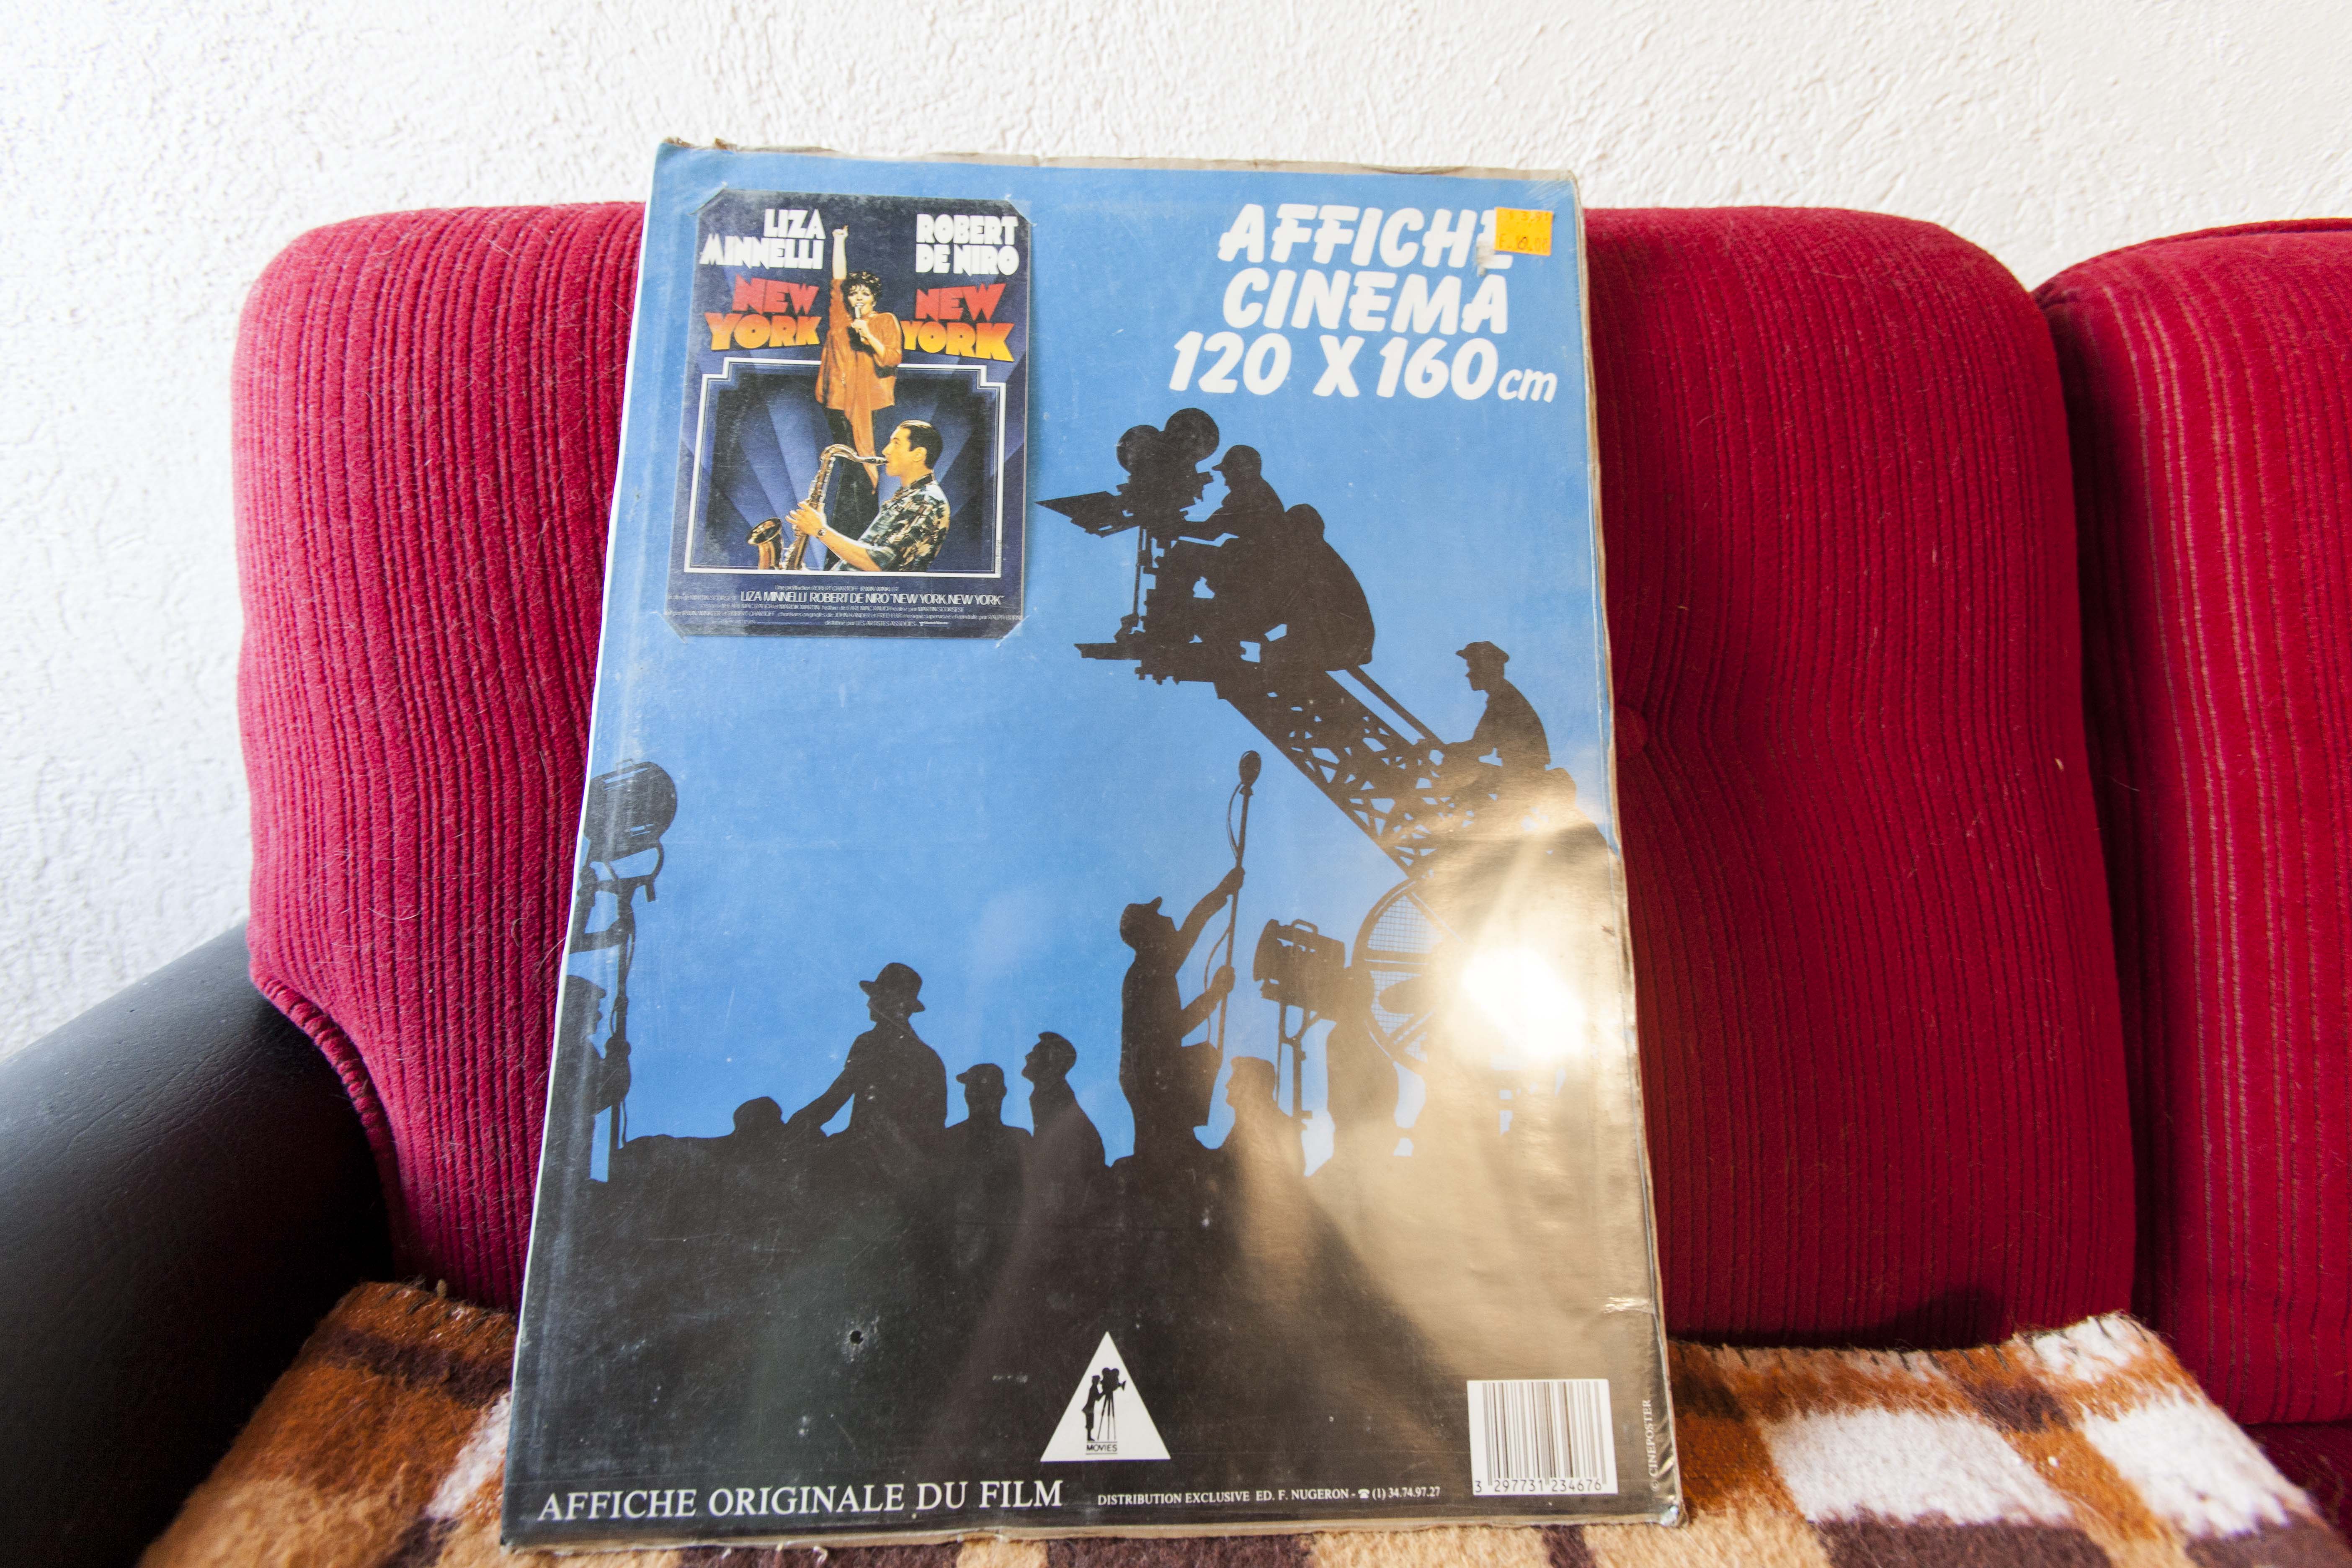 LIZA
MINNELLI
ROBERT
DE NIRO
NEW
YORK
NEW
YORK
LIZA MINNELLI ROBERT DE NIRO "NEW YORK, NEW YORK"
AFFICHE
CINEMA
120 X 160 cm
MOVIES
AFFICHE ORIGINALE DU FILM
DISTRIBUTION EXCLUSIVE ED. F. NUGERON - ☎ (1) 34.74.97.27
3 297731 234676
© CINEPOSTER